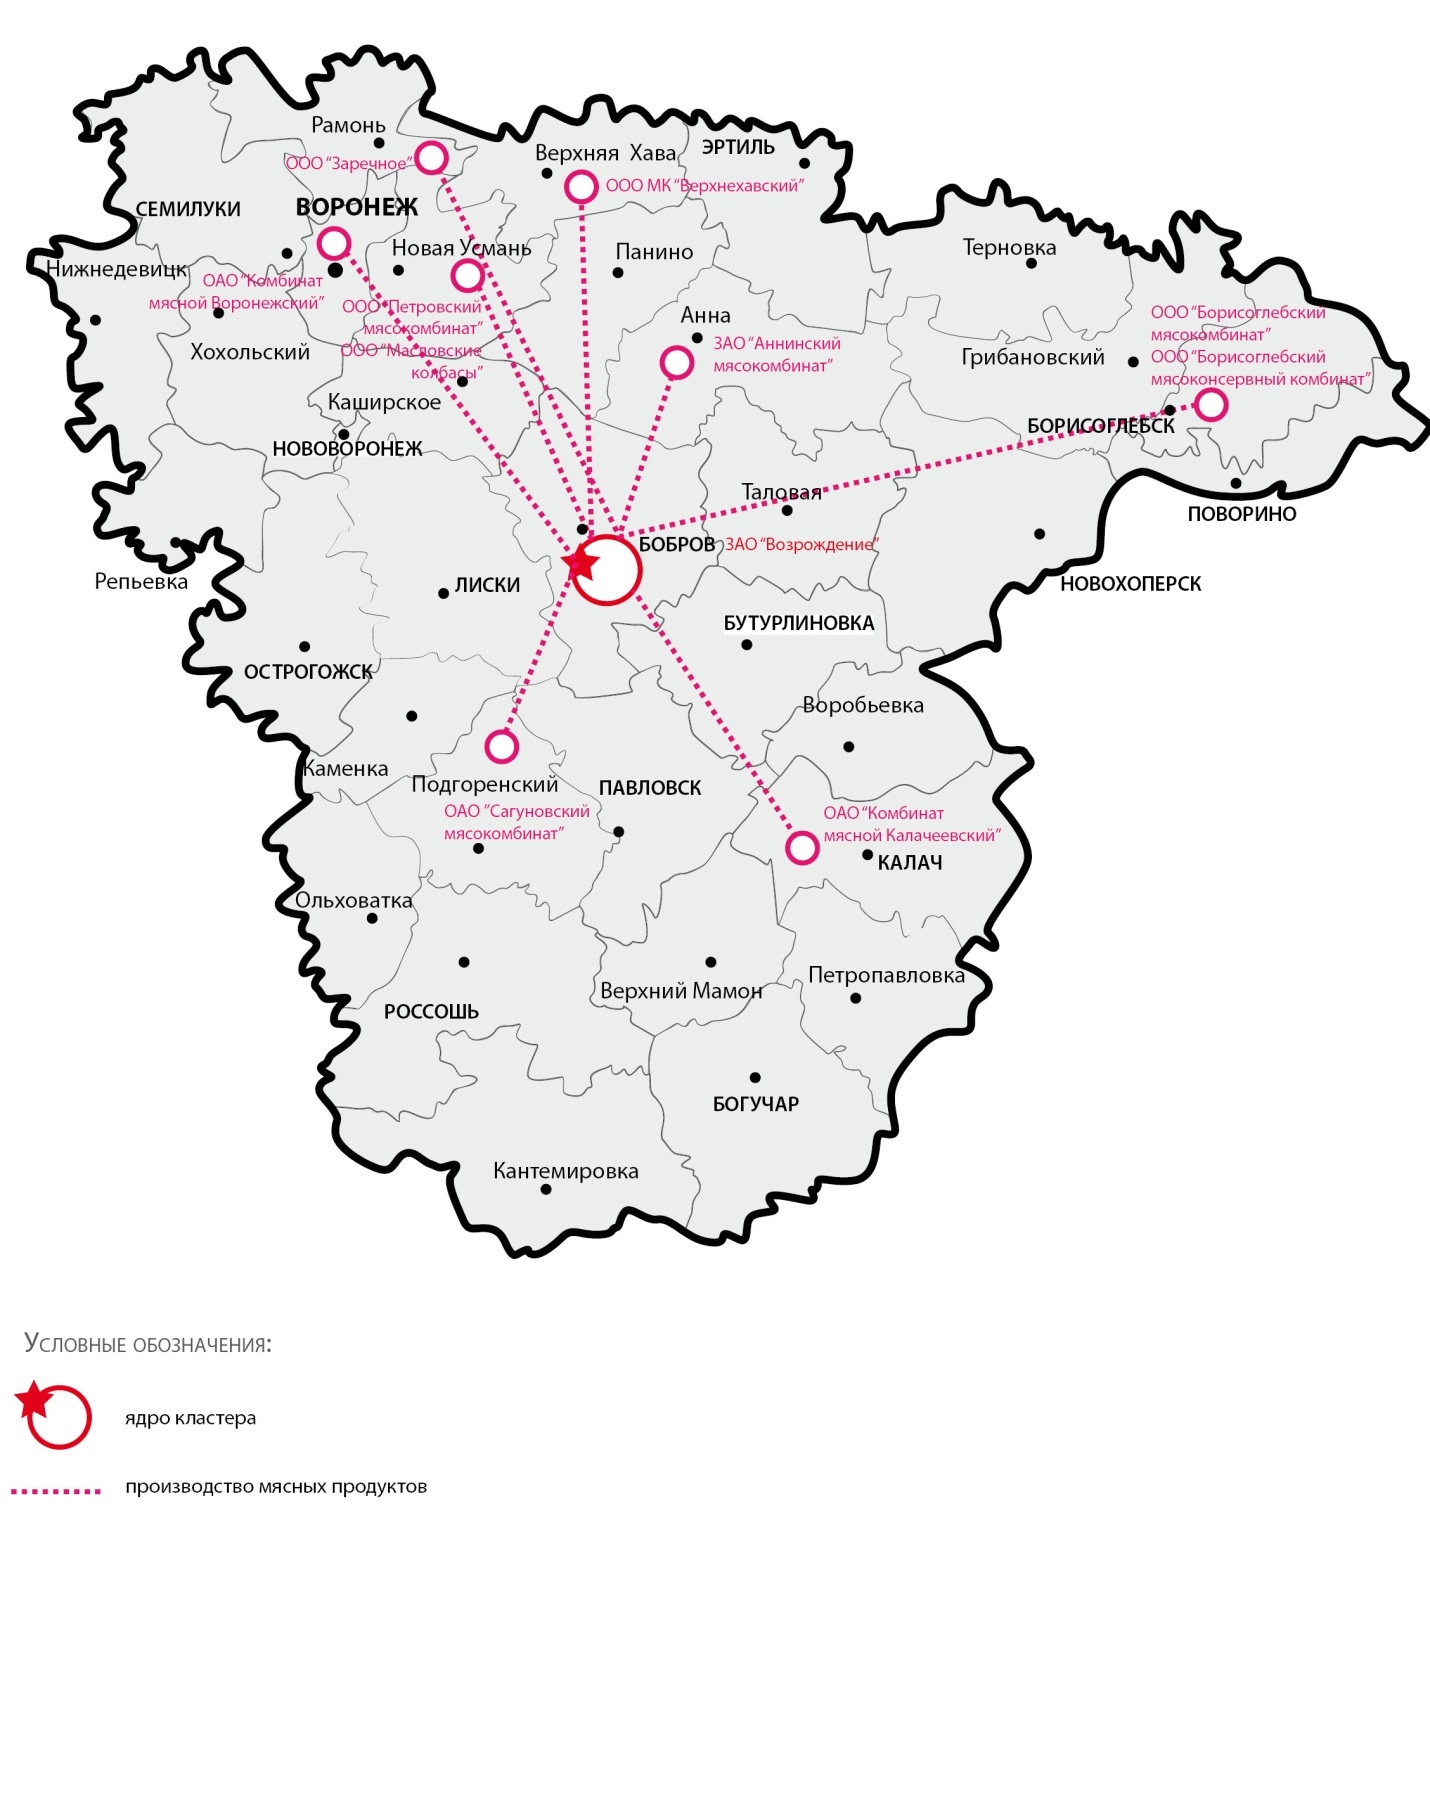 Рамонь
ООО “Заречное”
Верхняя Хава
ЭРТИЛЬ
ООО МК “Верхнехавский”
СЕМИЛУКИ
ВОРОНЕЖ
Новая Усмань
Панино
Терновка
Нижнедевицк
ОАО “Комбинат
мясной Воронежский”
ООО “Петровский
мясокомбинат”
ООО “Масловские
колбасы”
Анна
ЗАО “Аннинский
мясокомбинат”
ООО “Борисоглебский
мясокомбинат”
ООО “Борисоглебский
мясоконсервный комбинат”
Хохольский
Грибановский
Каширское
БОРИСОГЛЕБСК
НОВОВОРОНЕЖ
Таловая
ПОВОРИНО
БОБРОВ
ЗАО “Возрождение”
Репьевка
ЛИСКИ
НОВОХОПЕРСК
БУТУРЛИНОВКА
ОСТРОГОЖСК
Воробьевка
Каменка
Подгоренский
ПАВЛОВСК
ОАО ”Сагуновский
мясокомбинат”
ОАО “Комбинат
мясной Калачеевский”
КАЛАЧ
Ольховатка
Петропавловка
Верхний Мамон
РОССОШЬ
БОГУЧАР
Кантемировка
Условные обозначения:
ядро кластера
производство мясных продуктов